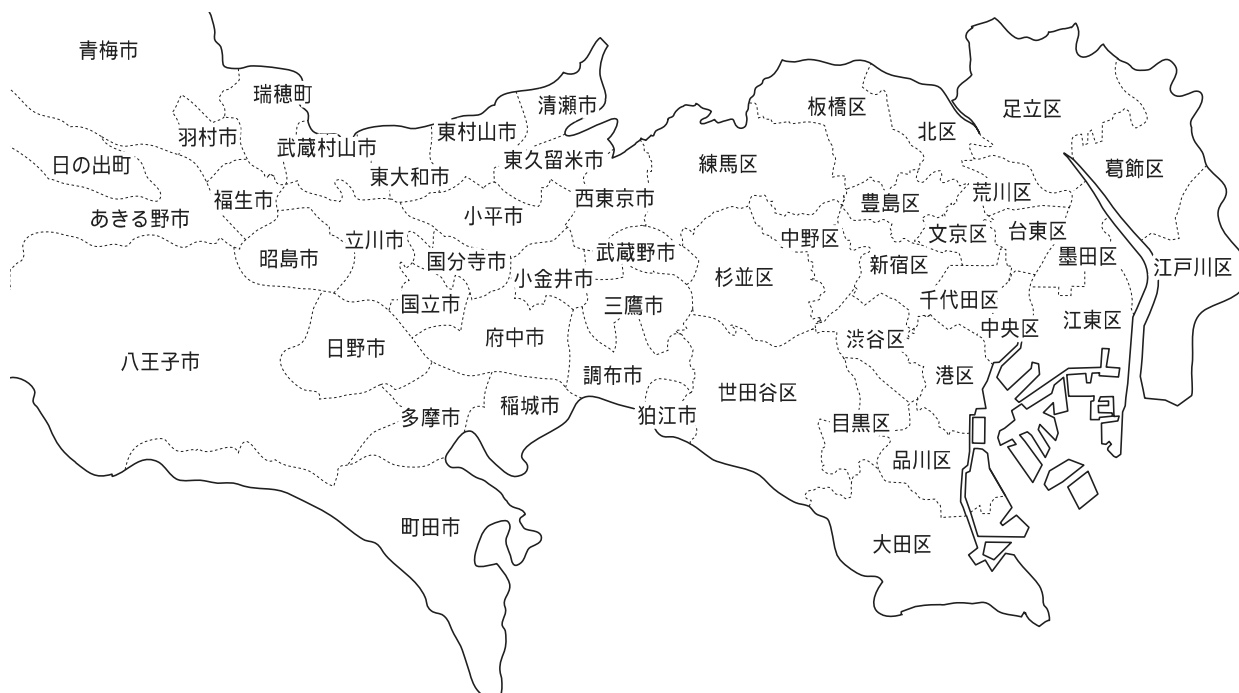 青梅市
瑞穂町
清瀬市
板橋区
足立区
羽村市
武蔵村山市
東村山市
北区
日の出町
東大和市
東久留米市
練馬区
葛飾区
福生市
西東京市
豊島区
荒川区
あきる野市
小平市
昭島市
立川市
国分寺市
武蔵野市
中野区
文京区
台東区
小金井市
杉並区
新宿区
墨田区
江戸川区
国立市
三鷹市
千代田区
八王子市
日野市
府中市
渋谷区
中央区
江東区
調布市
世田谷区
港区
多摩市
稲城市
狛江市
目黒区
品川区
町田市
大田区